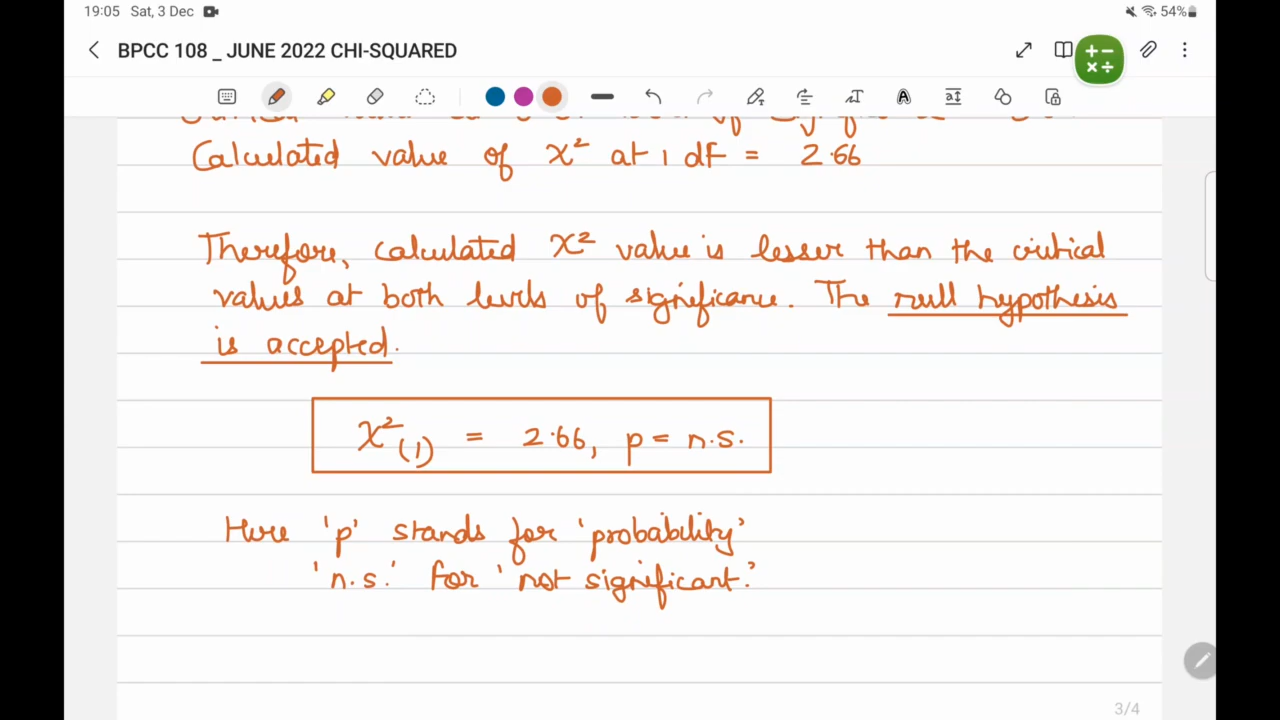 19:05 Sat, 3 Dec
54%
BPCC 108 _ JUNE 2022 CHI-SQUARED
Calculated value of χ² at 1 df = 2.66
Therefore, calculated χ² value is lesser than the critical
values at both levels of significance. The null hypothesis
is accepted.
χ²(1) = 2.66, p = n.s.
Here 'p' stands for 'probability'
'n.s.' for 'not significant.'
3/4